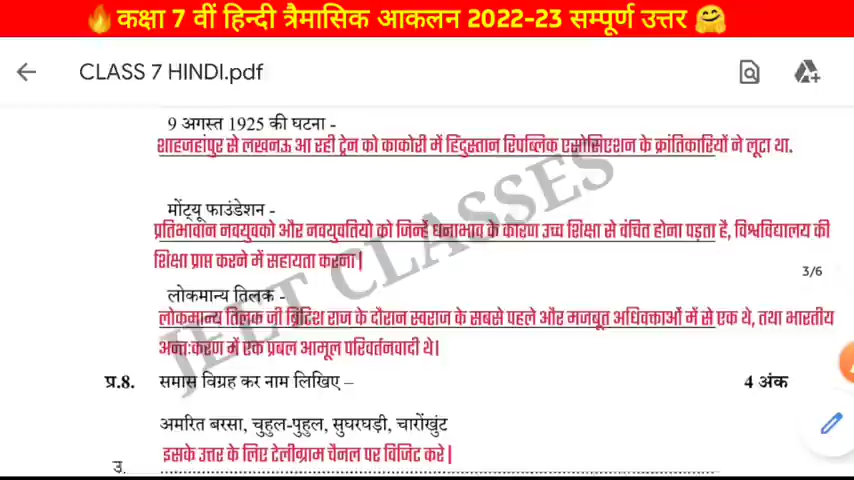 🔥कक्षा 7 वीं हिन्दी त्रैमासिक आकलन 2022-23 सम्पूर्ण उत्तर 🤗
CLASS 7 HINDI.pdf
9 अगस्त 1925 की घटना -
शाहजहांपुर से लखनऊ आ रही ट्रेन को काकोरी में हिंदुस्तान रिपब्लिक एसोसिएशन के क्रांतिकारियों ने लूटा था.
मोंट्यू फाउंडेशन -
प्रतिभावान नवयुवको और नवयुवतियो को जिन्हें धनाभाव के कारण उच्च शिक्षा से वंचित होना पड़ता है, विश्वविद्यालय की
शिक्षा प्राप्त करने में सहायता करना|
3/6
लोकमान्य तिलक -
लोकमान्य तिलक जी ब्रिटिश राज के दौरान स्वराज के सबसे पहले और मजबूत अधिवक्ताओं में से एक थे, तथा भारतीय
अन्तःकरण में एक प्रबल आमूल परिवर्तनवादी थे।
प्र.8. समास विग्रह कर नाम लिखिए – 4 अंक
अमरित बरसा, चुहुल-पुहुल, सुघरघड़ी, चारोंखुंट
इसके उत्तर के लिए टेलीग्राम चैनल पर विजिट करे|
उ.
JEET CLASSES